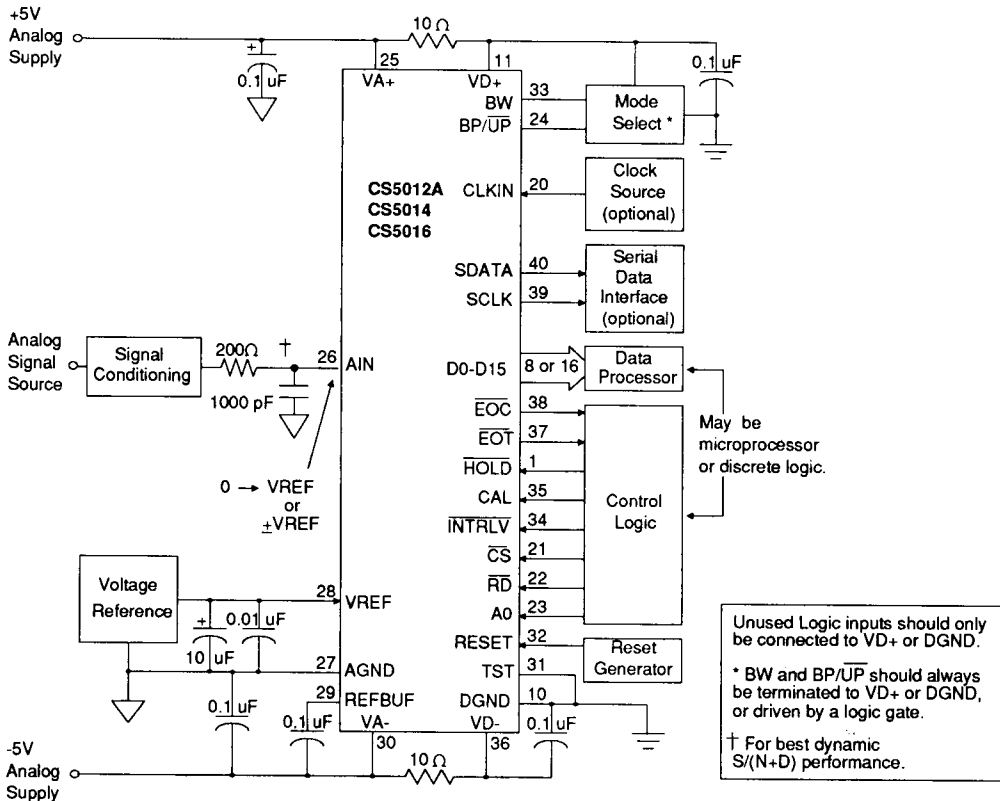 +5V
Analog
Supply
10 Ω
+
0.1 uF
25
VA+
11
VD+
0.1 uF
BW
33
BP/UP
24
Mode
Select *
CS5012A
CS5014
CS5016
CLKIN
20
Clock
Source
(optional)
SDATA
40
SCLK
39
Serial
Data
Interface
(optional)
Analog
Signal
Source
Signal
Conditioning
200Ω
†
1000 pF
26
AIN
0 → VREF
or
±VREF
D0-D15
8 or 16
Data
Processor
EOC
38
EOT
37
HOLD
1
CAL
35
INTRLV
34
CS
21
RD
22
A0
23
Control
Logic
May be
microprocessor
or discrete logic.
RESET
32
Reset
Generator
TST
31
DGND
10
0.1 uF
Voltage
Reference
28
VREF
+
10 uF
0.01 uF
27
AGND
29
REFBUF
0.1 uF
0.1 uF
VA-
30
VD-
36
10 Ω
-5V
Analog
Supply
Unused Logic inputs should only
be connected to VD+ or DGND.
* BW and BP/UP should always
be terminated to VD+ or DGND,
or driven by a logic gate.
† For best dynamic
S/(N+D) performance.